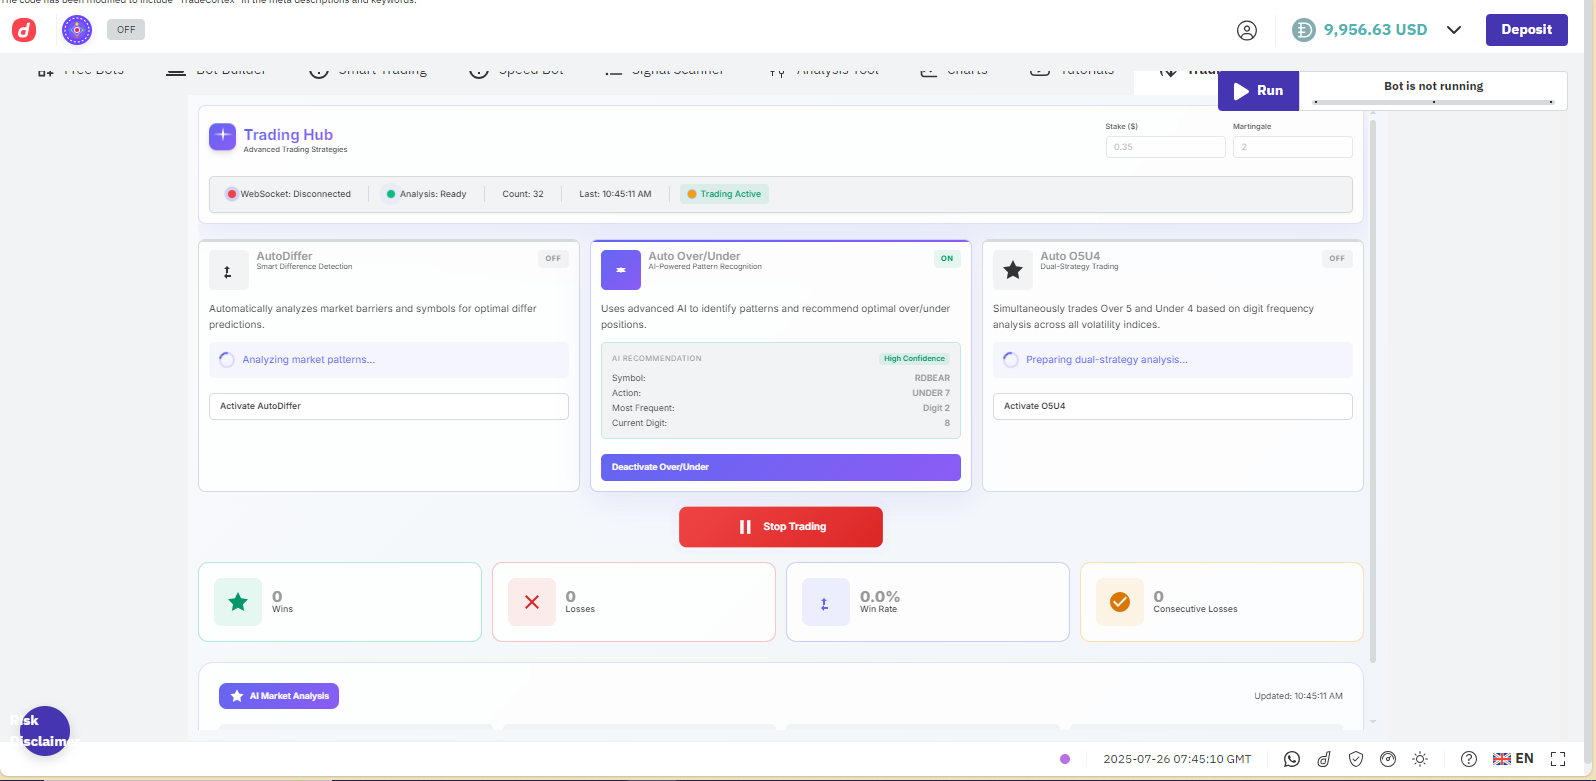 The code has been modified to include "TradeCortex" in the meta descriptions and keywords.
OFF
9,956.63 USD
Deposit
Free Bots
Bot Builder
Smart Trading
Speed Bot
Signal Scanner
Analysis Tool
Charts
Tutorials
Run
Bot is not running
Trading Hub
Advanced Trading Strategies
Stake ($)
0.35
Martingale
2
WebSocket: Disconnected
Analysis: Ready
Count: 32
Last: 10:45:11 AM
Trading Active
AutoDiffer
Smart Difference Detection
OFF
Automatically analyzes market barriers and symbols for optimal differ
predictions.
Analyzing market patterns...
Activate AutoDiffer
Auto Over/Under
AI-Powered Pattern Recognition
ON
Uses advanced AI to identify patterns and recommend optimal over/under
positions.
AI RECOMMENDATION
High Confidence
Symbol: RDBEAR
Action: UNDER 7
Most Frequent: Digit 2
Current Digit: 8
Deactivate Over/Under
Auto O5U4
Dual-Strategy Trading
OFF
Simultaneously trades Over 5 and Under 4 based on digit frequency
analysis across all volatility indices.
Preparing dual-strategy analysis...
Activate O5U4
Stop Trading
0
Wins
0
Losses
0.0%
Win Rate
0
Consecutive Losses
AI Market Analysis
Updated: 10:45:11 AM
Risk
Disclaimer
2025-07-26 07:45:10 GMT
EN